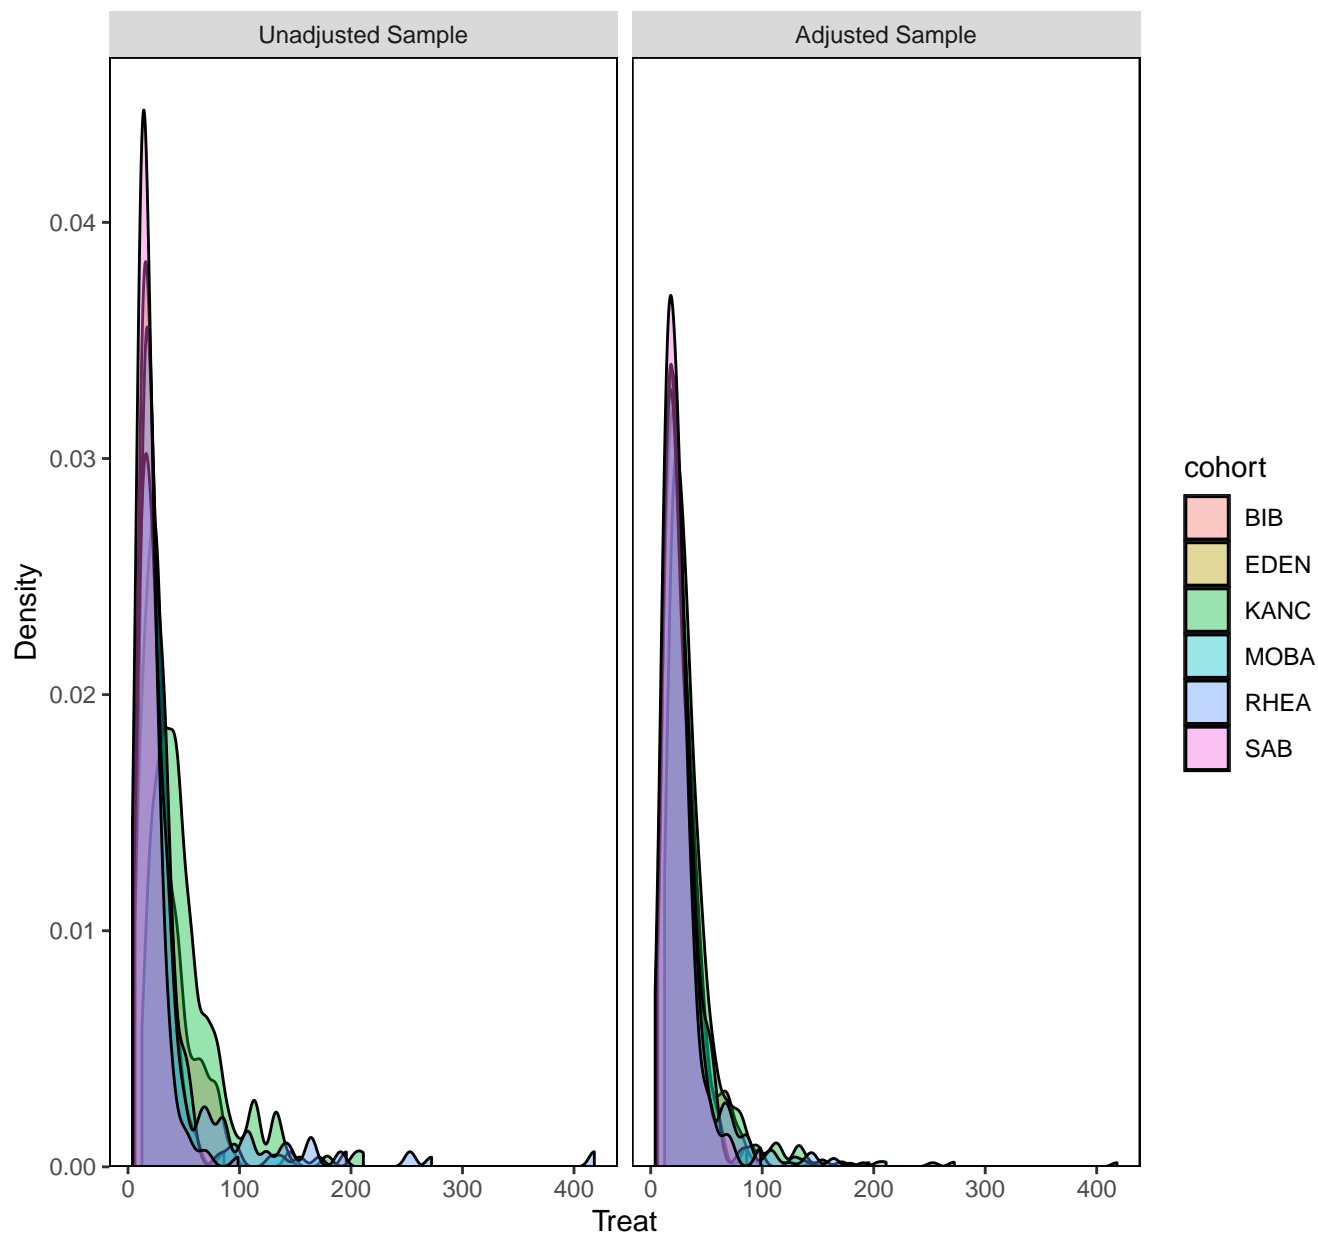 Unadjusted Sample
Adjusted Sample
Density
0.04
0.03
0.02
0.01
0.00
0 100 200 300 400
0 100 200 300 400
Treat
cohort
BIB
EDEN
KANC
MOBA
RHEA
SAB